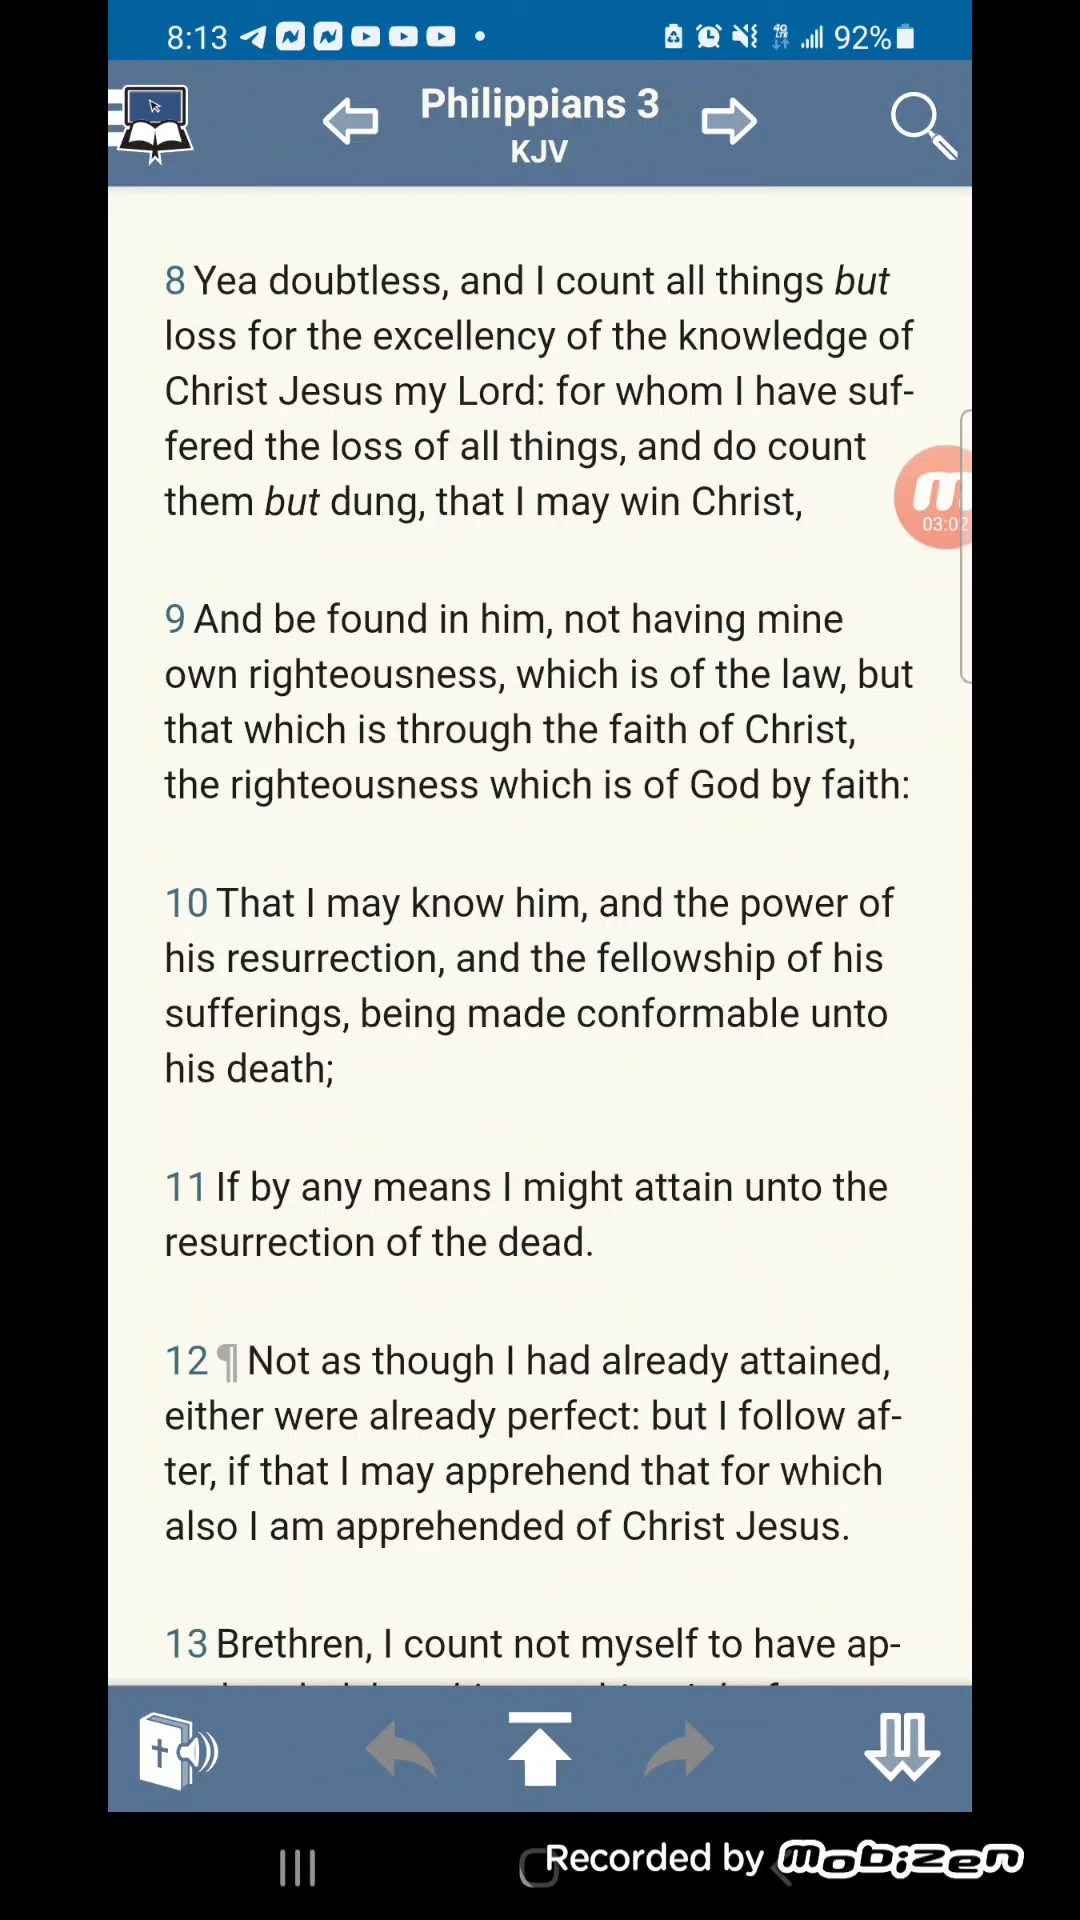 8:13
4G LTE
92%
Philippians 3
KJV
8 Yea doubtless, and I count all things but
loss for the excellency of the knowledge of
Christ Jesus my Lord: for whom I have suf-
fered the loss of all things, and do count
them but dung, that I may win Christ,
03:02
9 And be found in him, not having mine
own righteousness, which is of the law, but
that which is through the faith of Christ,
the righteousness which is of God by faith:
10 That I may know him, and the power of
his resurrection, and the fellowship of his
sufferings, being made conformable unto
his death;
11 If by any means I might attain unto the
resurrection of the dead.
12 ¶ Not as though I had already attained,
either were already perfect: but I follow af-
ter, if that I may apprehend that for which
also I am apprehended of Christ Jesus.
13 Brethren, I count not myself to have ap-
Recorded by mobizen